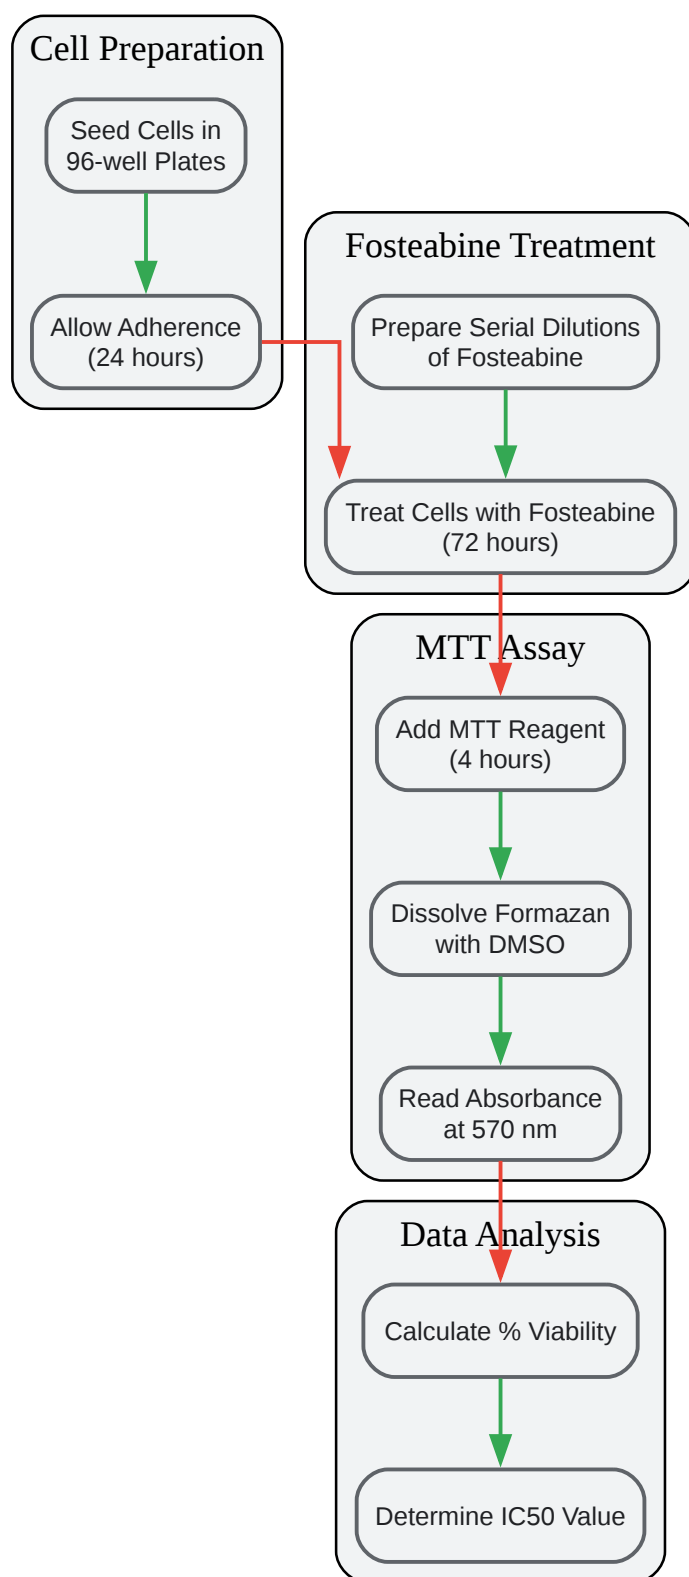 Cell Preparation
Seed Cells in
96-well Plates
Allow Adherence
(24 hours)
Fosteabine Treatment
Prepare Serial Dilutions
of Fosteabine
Treat Cells with Fosteabine
(72 hours)
MTT Assay
Add MTT Reagent
(4 hours)
Dissolve Formazan
with DMSO
Read Absorbance
at 570 nm
Data Analysis
Calculate % Viability
Determine IC50 Value